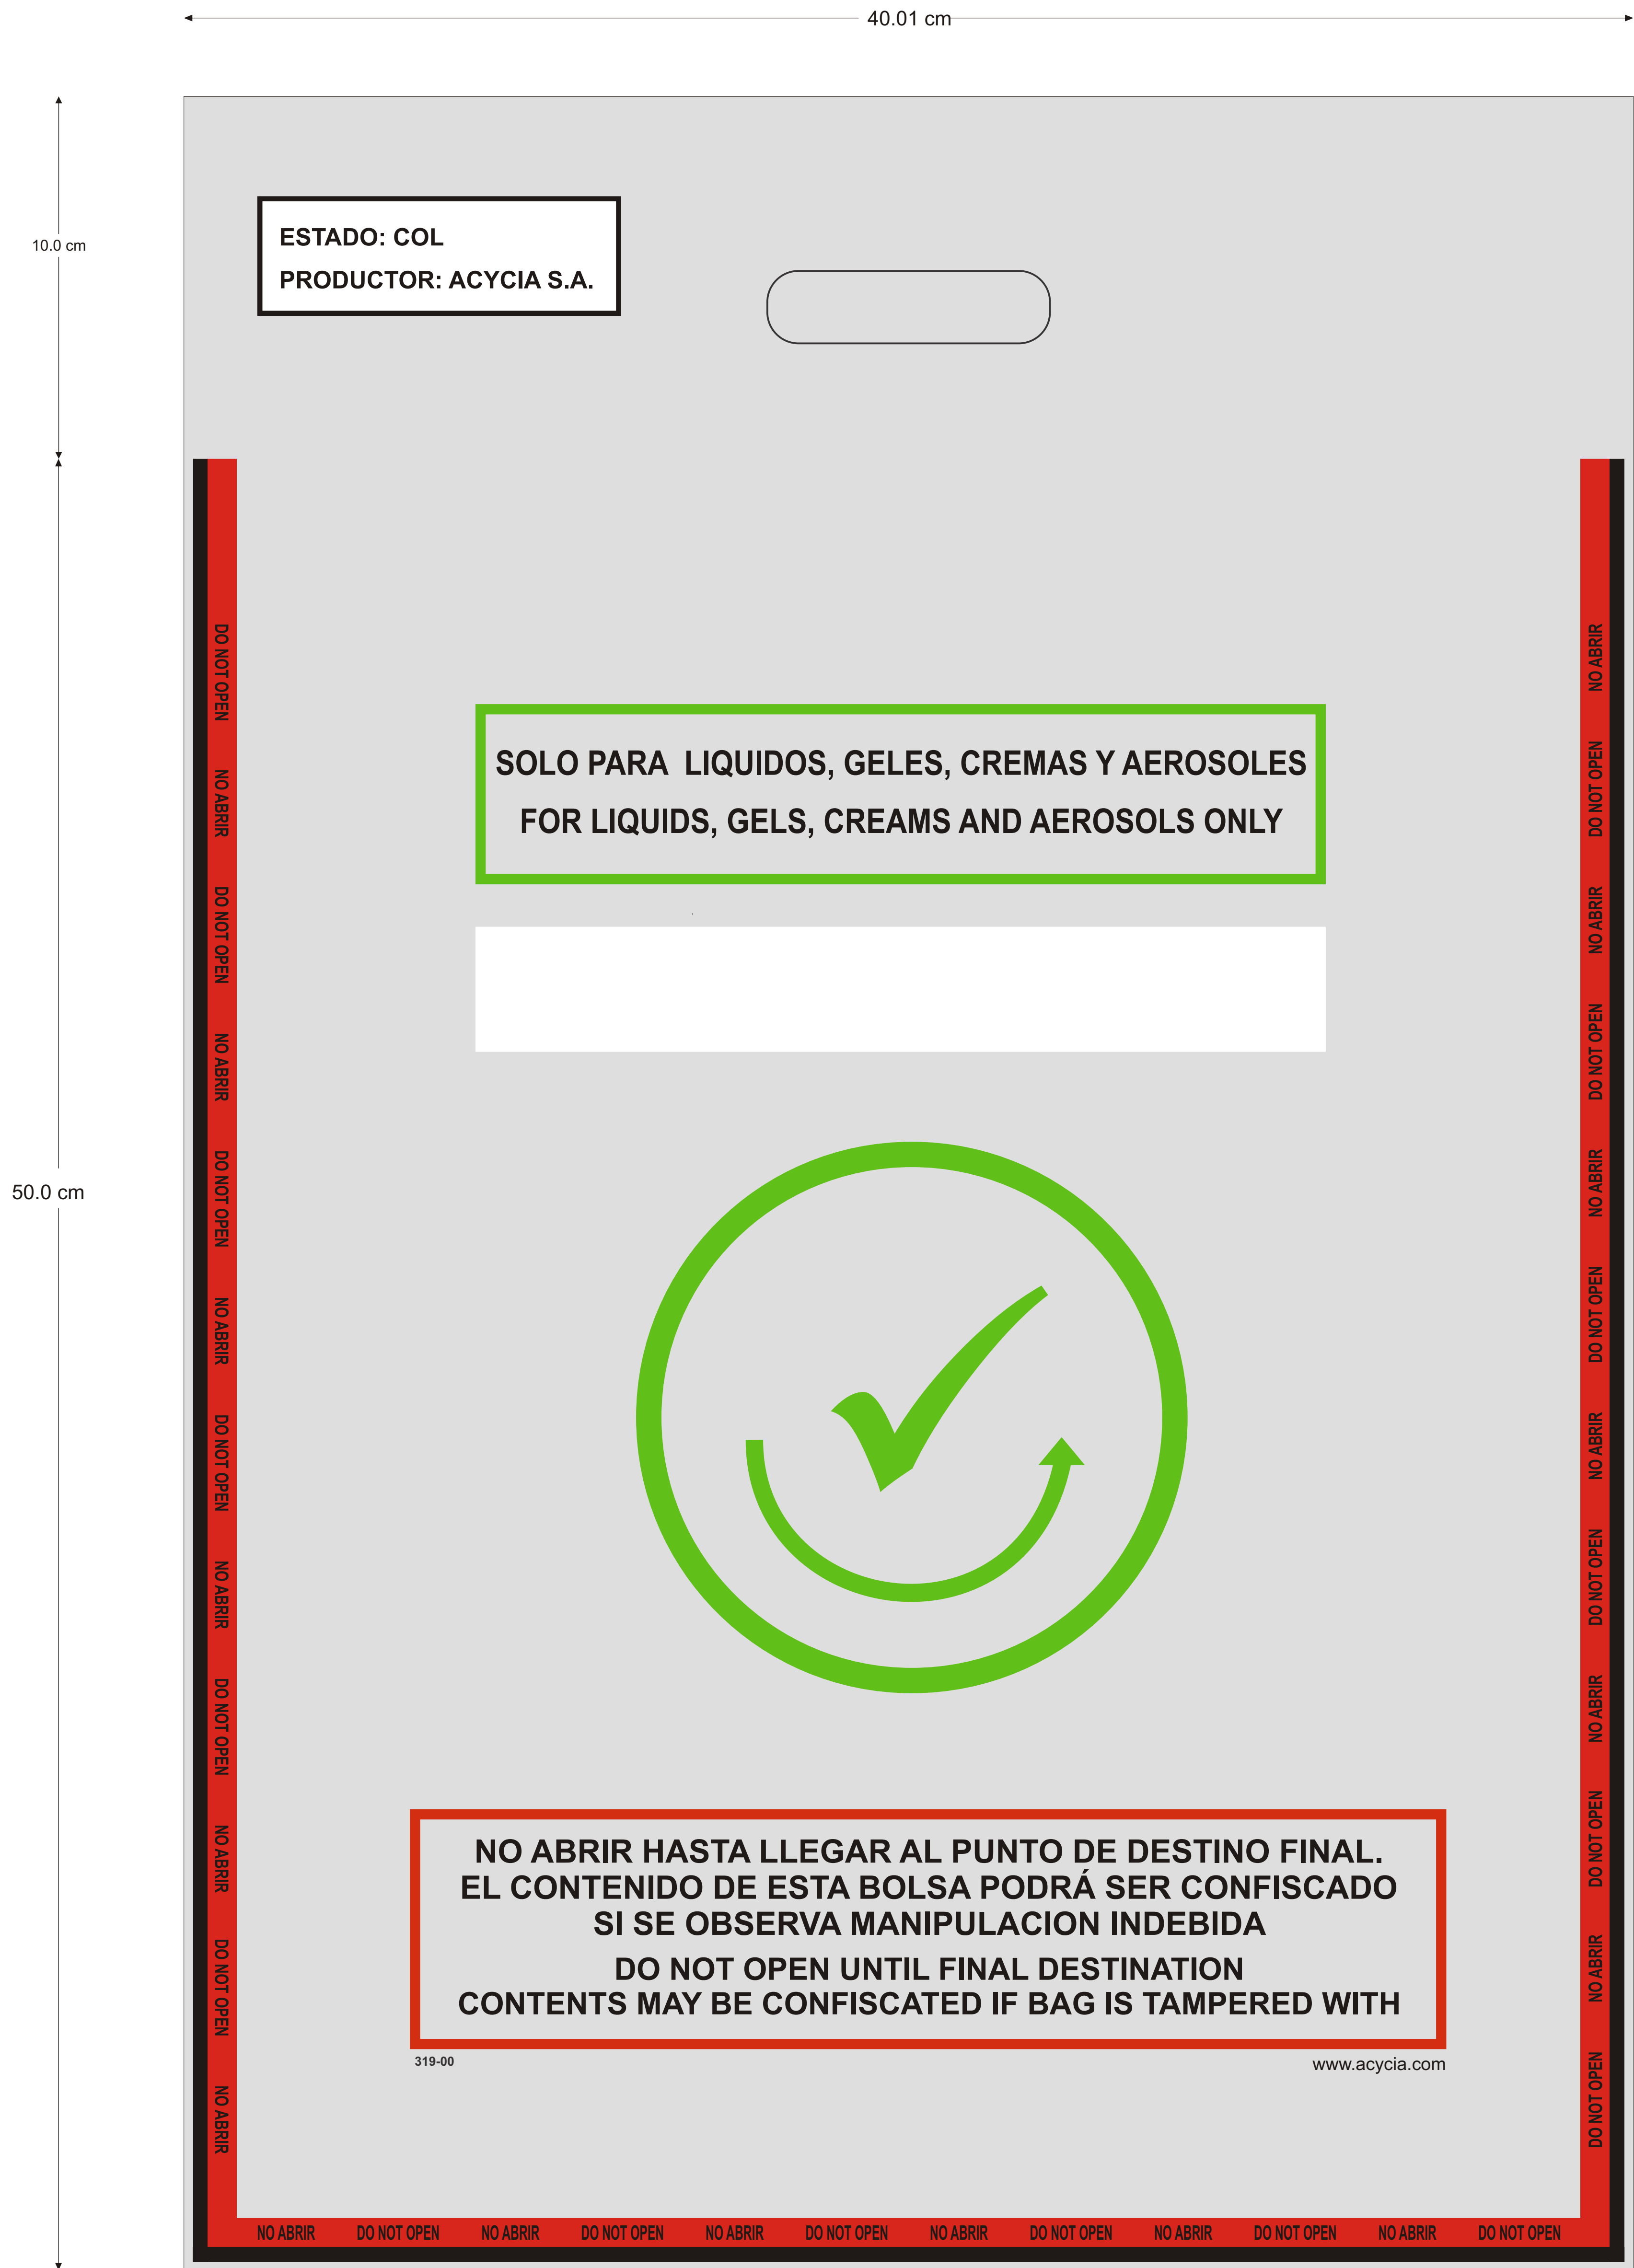 40.01 cm
10.0 cm
ESTADO: COL
PRODUCTOR: ACYCIA S.A.
50.0 cm
SOLO PARA LIQUIDOS, GELES, CREMAS Y AEROSOLES
FOR LIQUIDS, GELS, CREAMS AND AEROSOLS ONLY
NO ABRIR HASTA LLEGAR AL PUNTO DE DESTINO FINAL.
EL CONTENIDO DE ESTA BOLSA PODRÁ SER CONFISCADO
SI SE OBSERVA MANIPULACION INDEBIDA
DO NOT OPEN UNTIL FINAL DESTINATION
CONTENTS MAY BE CONFISCATED IF BAG IS TAMPERED WITH
319-00
www.acycia.com
DO NOT OPEN NO ABRIR DO NOT OPEN NO ABRIR DO NOT OPEN NO ABRIR DO NOT OPEN NO ABRIR DO NOT OPEN NO ABRIR DO NOT OPEN NO ABRIR
NO ABRIR DO NOT OPEN NO ABRIR DO NOT OPEN NO ABRIR DO NOT OPEN NO ABRIR DO NOT OPEN NO ABRIR DO NOT OPEN NO ABRIR DO NOT OPEN
DO NOT OPEN NO ABRIR DO NOT OPEN NO ABRIR DO NOT OPEN NO ABRIR DO NOT OPEN NO ABRIR DO NOT OPEN NO ABRIR DO NOT OPEN NO ABRIR